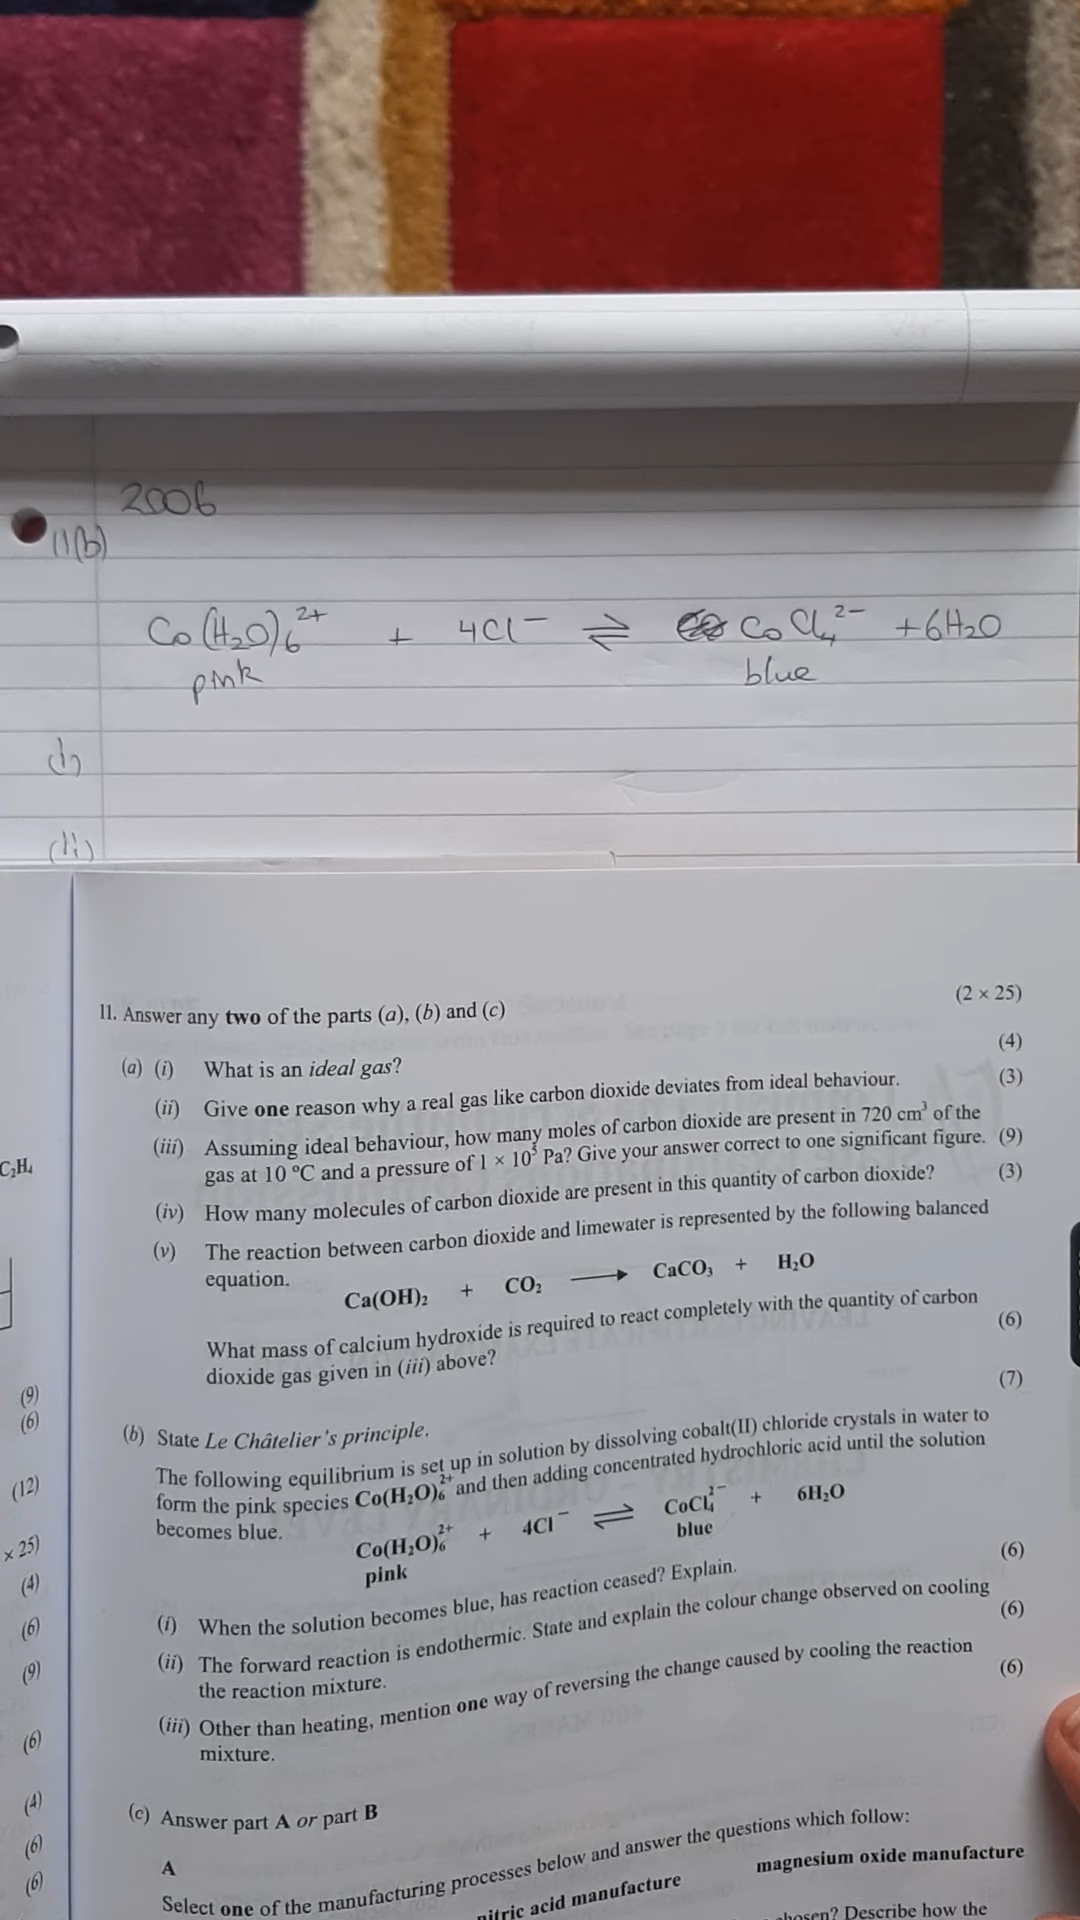 2006
11(b)
Co(H₂O)₆²⁺ + 4Cl⁻ ⇌ CoCl₄²⁻ + 6H₂O
pink blue
(i)
(ii)
11. Answer any two of the parts (a), (b) and (c) (2 × 25)
(a) (i) What is an ideal gas? (4)
(ii) Give one reason why a real gas like carbon dioxide deviates from ideal behaviour. (3)
(iii) Assuming ideal behaviour, how many moles of carbon dioxide are present in 720 cm³ of the
gas at 10 °C and a pressure of 1 × 10⁵ Pa? Give your answer correct to one significant figure. (9)
(iv) How many molecules of carbon dioxide are present in this quantity of carbon dioxide? (3)
(v) The reaction between carbon dioxide and limewater is represented by the following balanced
equation.
Ca(OH)₂ + CO₂ ⟶ CaCO₃ + H₂O
What mass of calcium hydroxide is required to react completely with the quantity of carbon
dioxide gas given in (iii) above? (6)
(b) State Le Châtelier's principle. (7)
The following equilibrium is set up in solution by dissolving cobalt(II) chloride crystals in water to
form the pink species Co(H₂O)₆²⁺ and then adding concentrated hydrochloric acid until the solution
becomes blue.
Co(H₂O)₆²⁺ + 4Cl⁻ ⇌ CoCl₄²⁻ + 6H₂O
pink blue
(i) When the solution becomes blue, has reaction ceased? Explain. (6)
(ii) The forward reaction is endothermic. State and explain the colour change observed on cooling
the reaction mixture. (6)
(iii) Other than heating, mention one way of reversing the change caused by cooling the reaction
mixture. (6)
(c) Answer part A or part B
A
Select one of the manufacturing processes below and answer the questions which follow:
nitric acid manufacture magnesium oxide manufacture
chosen? Describe how the
C₂H₄
(9)
(6)
(12)
× 25)
(4)
(6)
(9)
(6)
(4)
(6)
(6)